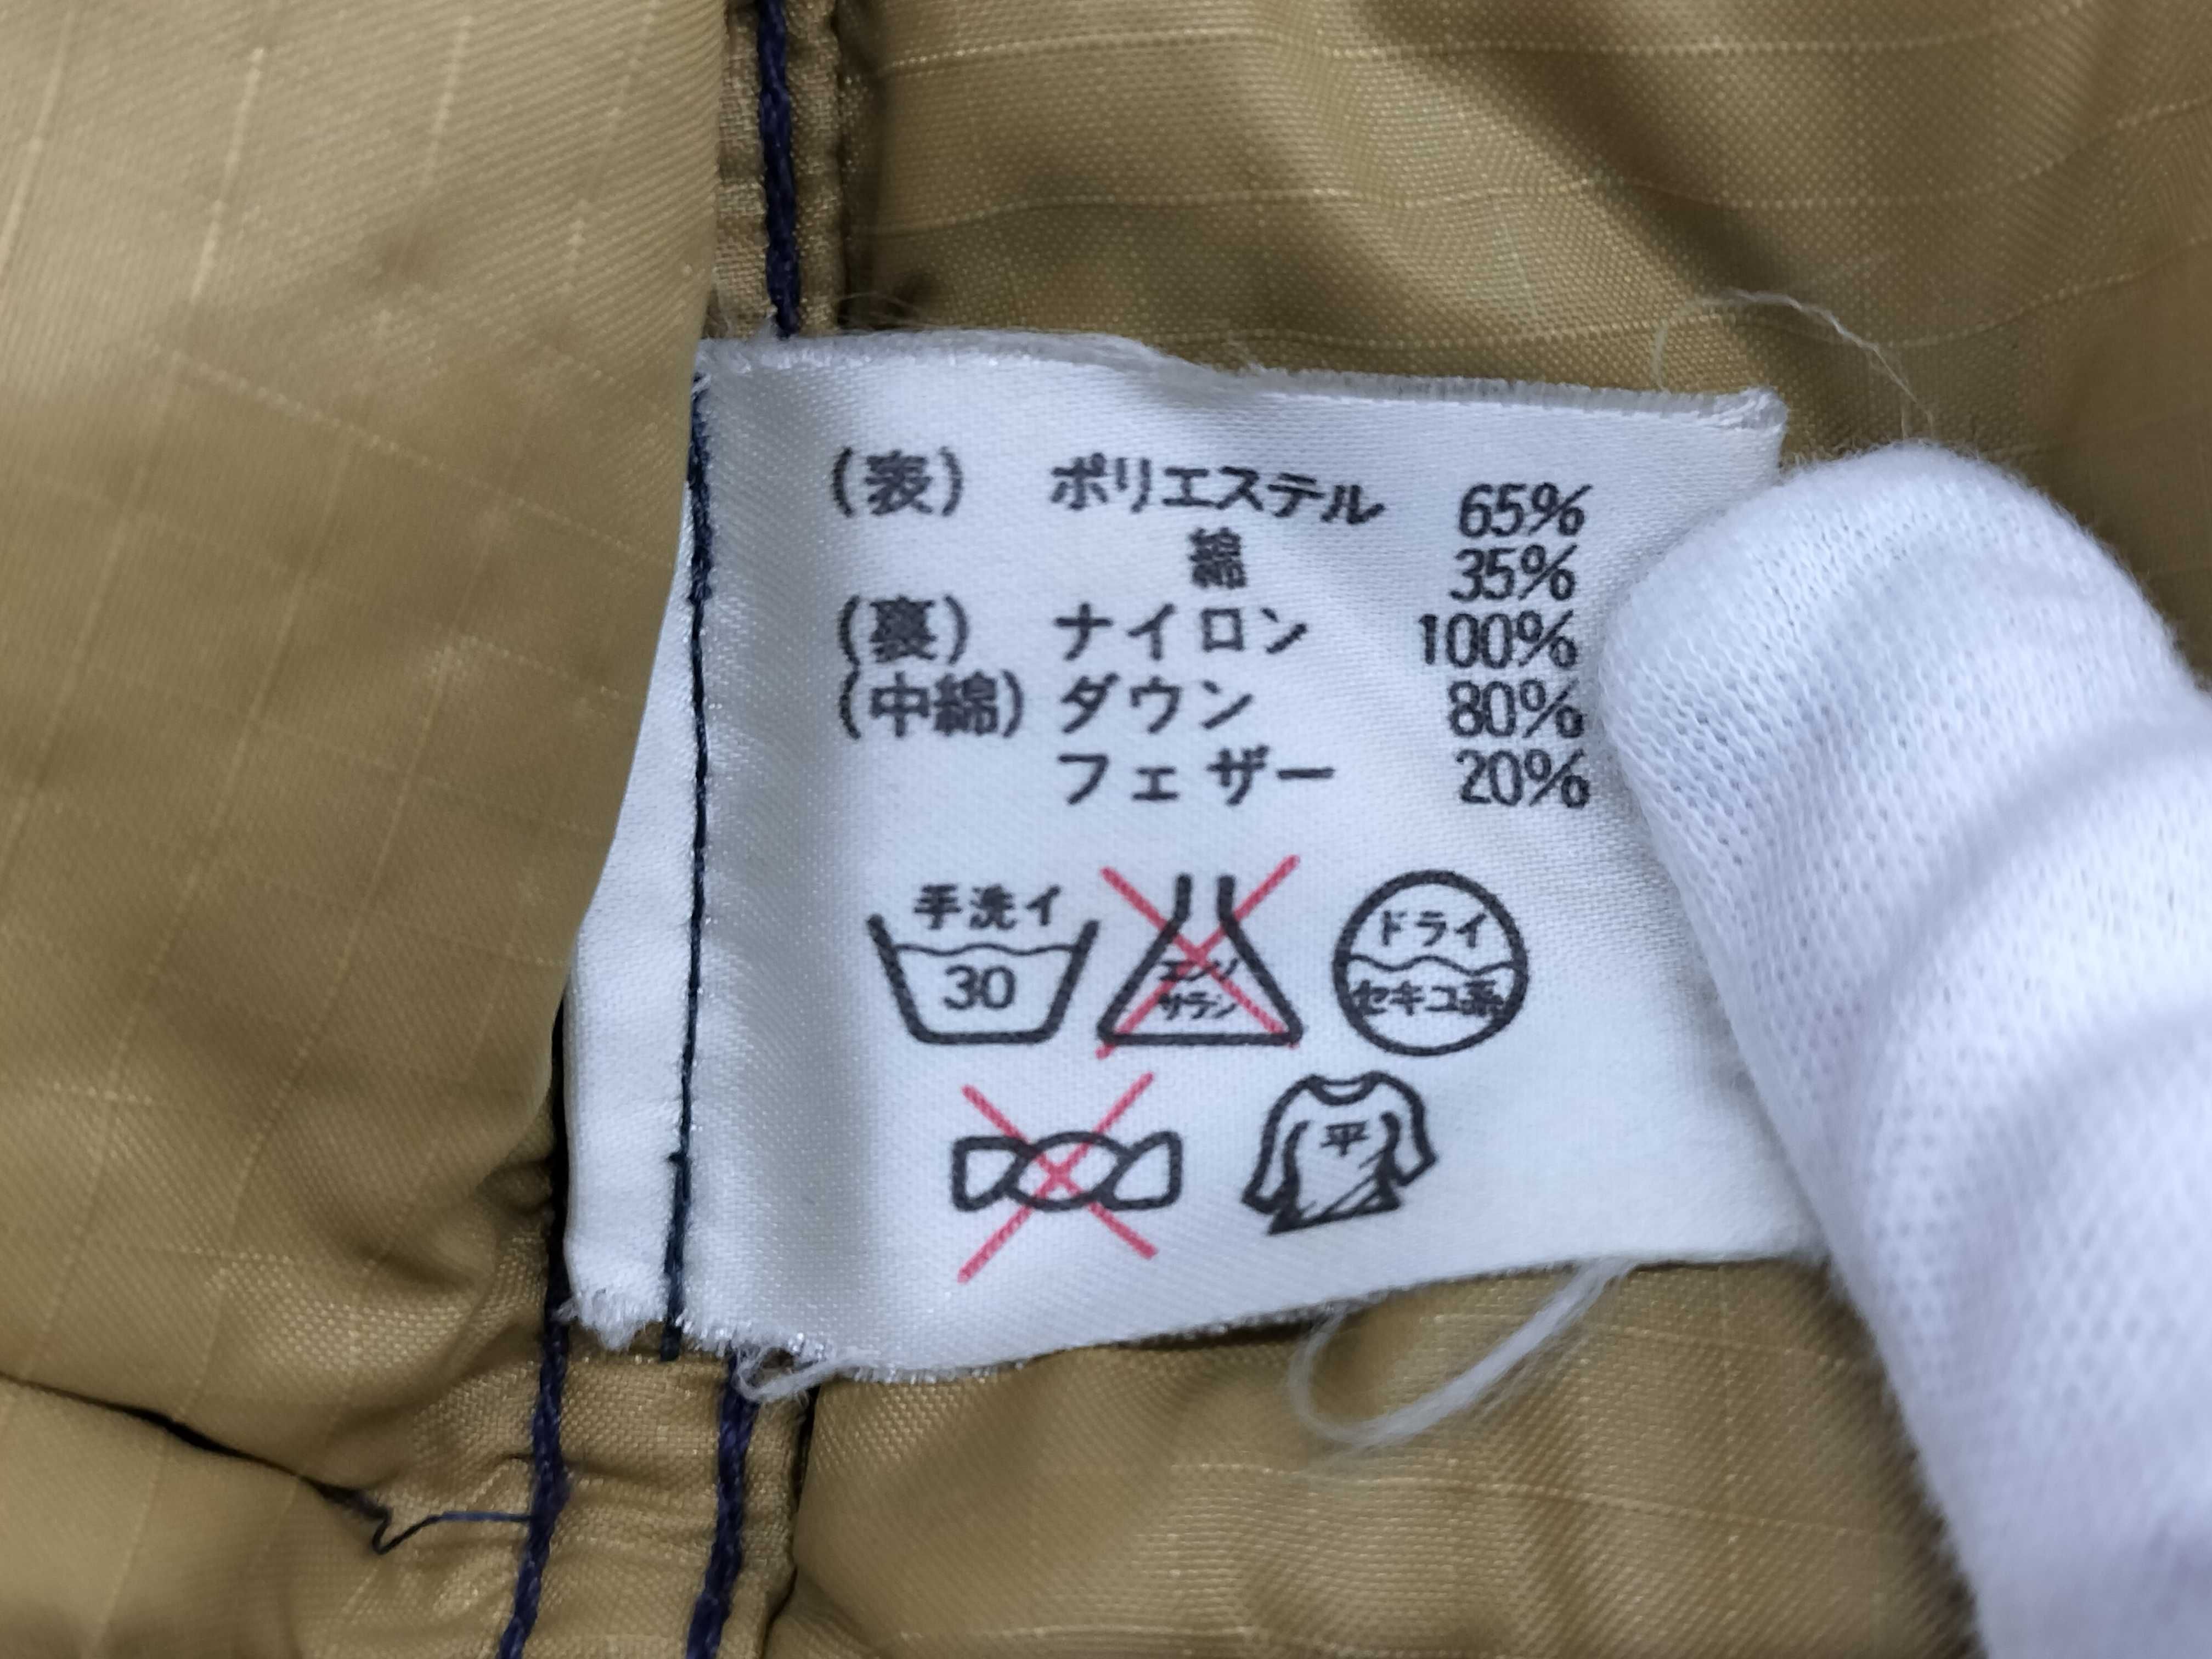 (表) ポリエステル 65%
綿 35%
(裏) ナイロン 100%
(中綿) ダウン 80%
フェザー 20%
手洗イ
30
エンソ
サラシ
ドライ
セキユ系
平